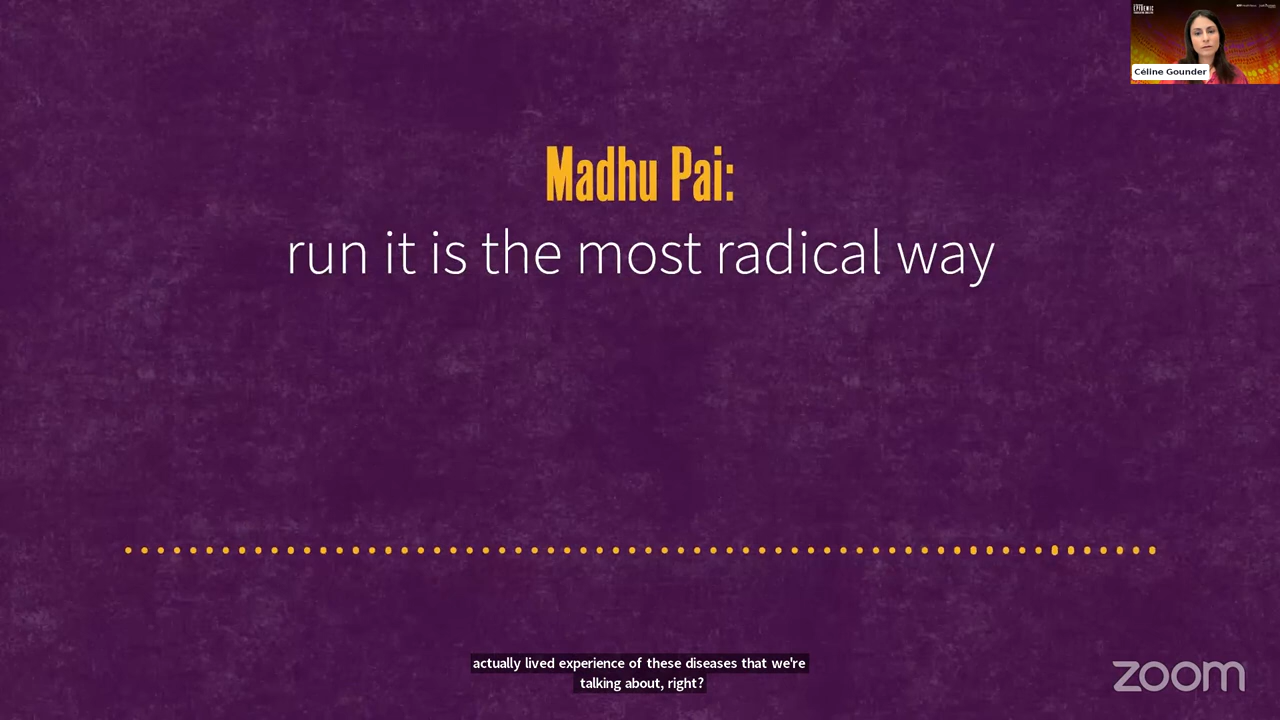 EPIDEMIC
Céline Gounder
Madhu Pai:
run it is the most radical way
actually lived experience of these diseases that we're
talking about, right?
zoom